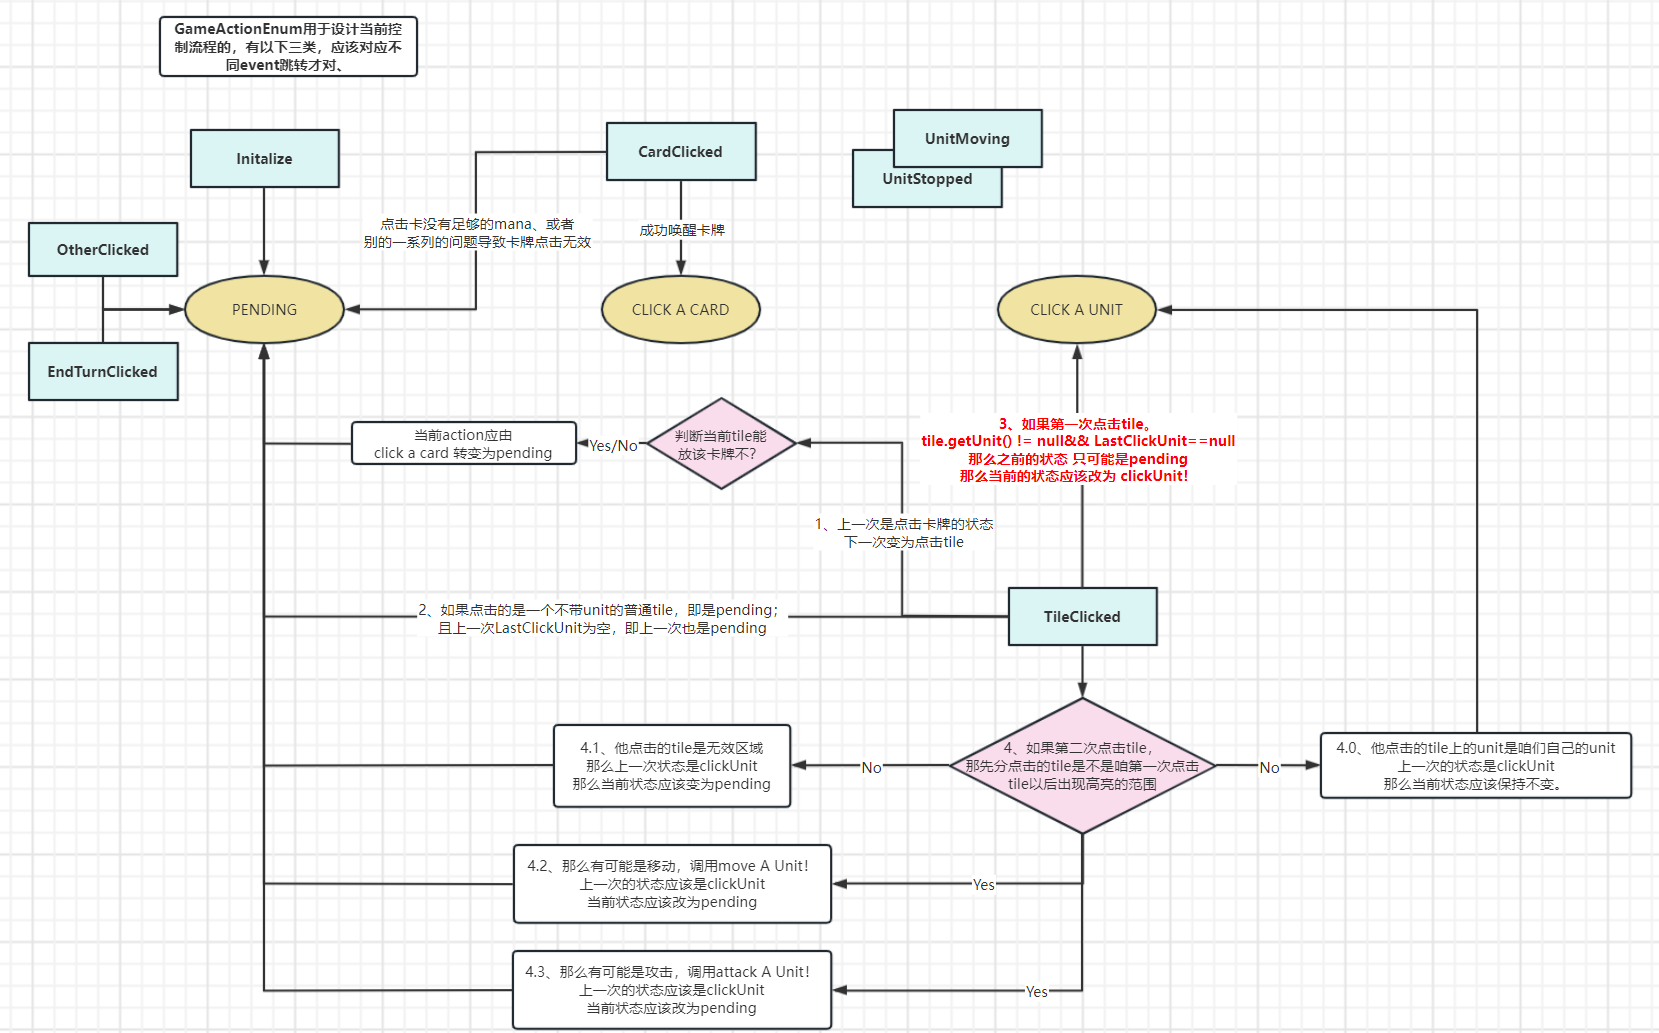 GameActionEnum用于设计当前控
制流程的，有以下三类，应该对应不
同event跳转才对、
Initalize
CardClicked
UnitMoving
UnitStopped
OtherClicked
点击卡没有足够的mana、或者
别的一系列的问题导致卡牌点击无效
成功唤醒卡牌
PENDING
CLICK A CARD
CLICK A UNIT
EndTurnClicked
当前action应由
click a card 转变为pending
Yes/No
判断当前tile能
放该卡牌不?
3、如果第一次点击tile。
tile.getUnit() != null&& LastClickUnit==null
那么之前的状态 只可能是pending
那么当前的状态应该改为 clickUnit!
1、上一次是点击卡牌的状态
下一次变为点击tile
2、如果点击的是一个不带unit的普通tile，即是pending;
且上一次LastClickUnit为空，即上一次也是pending
TileClicked
4.1、他点击的tile是无效区域
那么上一次状态是clickUnit
那么当前状态应该变为pending
No
4、如果第二次点击tile，
那先分点击的tile是不是咱第一次点击
tile以后出现高亮的范围
No
4.0、他点击的tile上的unit是咱们自己的unit
上一次的状态是clickUnit
那么当前状态应该保持不变。
4.2、那么有可能是移动，调用move A Unit!
上一次的状态应该是clickUnit
当前状态应该改为pending
Yes
4.3、那么有可能是攻击，调用attack A Unit!
上一次的状态应该是clickUnit
当前状态应该改为pending
Yes